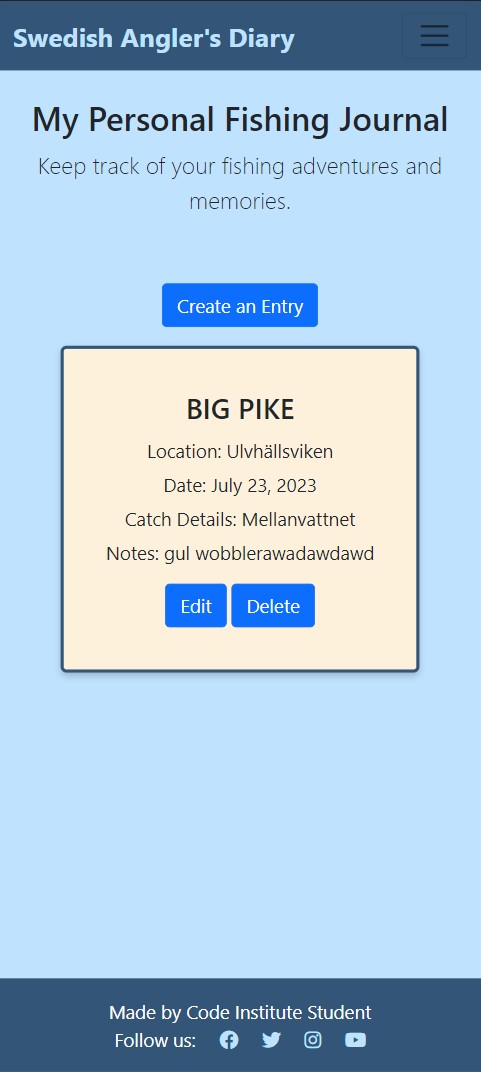 Swedish Angler's Diary
My Personal Fishing Journal
Keep track of your fishing adventures and
memories.
Create an Entry
BIG PIKE
Location: Ulvhällsviken
Date: July 23, 2023
Catch Details: Mellanvattnet
Notes: gul wobblerawadawdawd
Edit Delete
Made by Code Institute Student
Follow us: